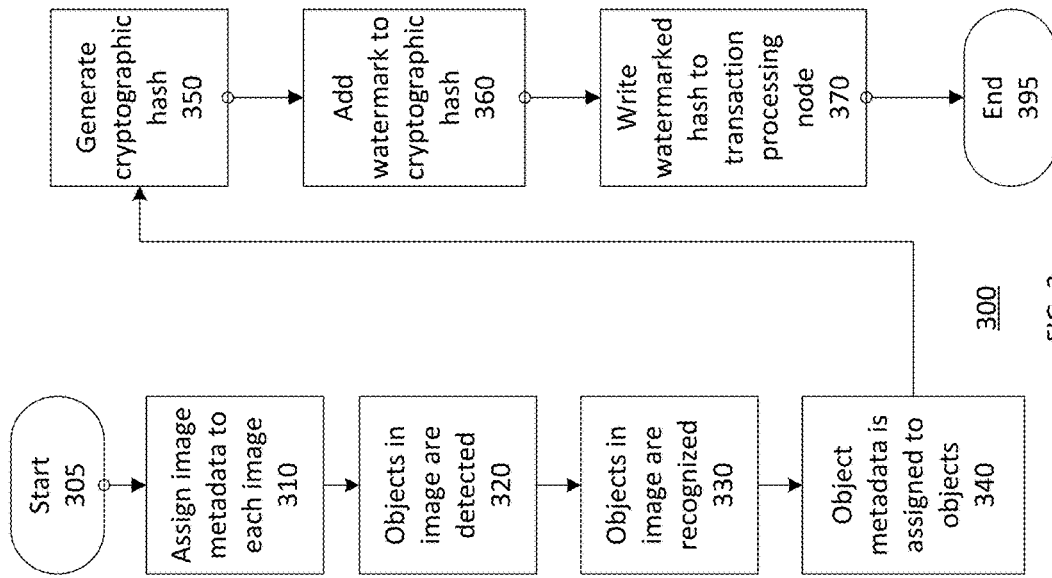 Start
305
Assign image
metadata to
each image
310
Objects in
image are
detected
320
Objects in
image are
recognized
330
Object
metadata is
assigned to
objects
340
Generate
cryptographic
hash
350
Add
watermark to
cryptographic
hash
360
Write
watermarked
hash to
transaction
processing
node
370
End
395
300